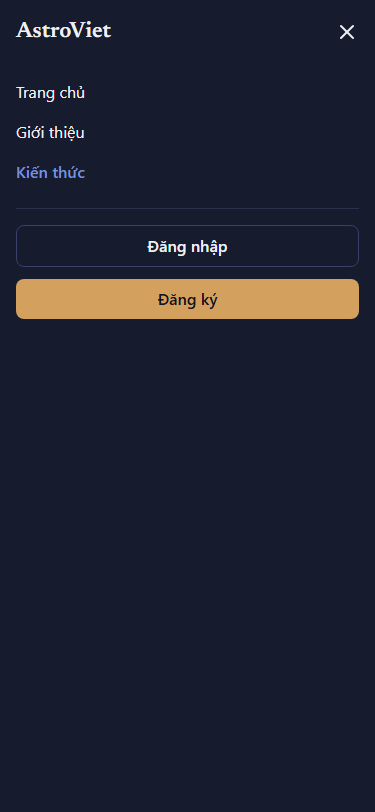 AstroViet
Trang chủ
Giới thiệu
Kiến thức
Đăng nhập
Đăng ký